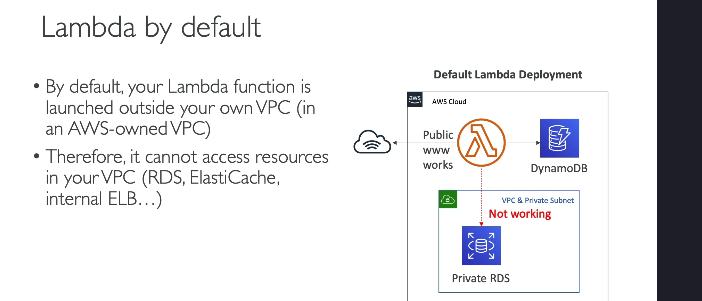 Lambda by default
• By default, your Lambda function is
launched outside your own VPC (in
an AWS-owned VPC)
• Therefore, it cannot access resources
in your VPC (RDS, ElastiCache,
internal ELB…)
Default Lambda Deployment
aws
AWS Cloud
Public
www
works
DynamoDB
VPC & Private Subnet
Not working
Private RDS